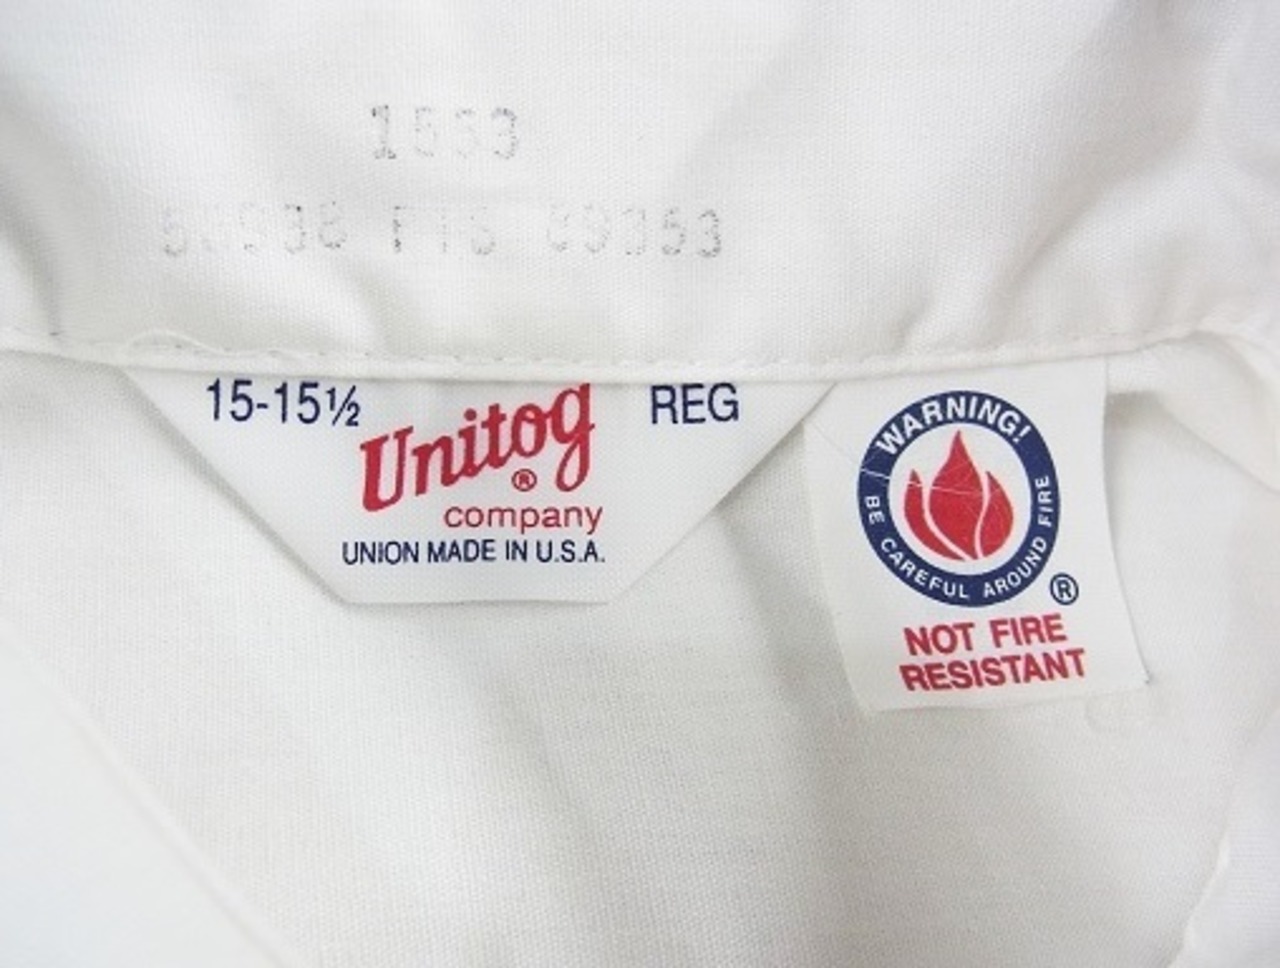 15-15½ Unitog® REG
company
UNION MADE IN U.S.A.
WARNING!
BE CAREFUL AROUND FIRE
®
NOT FIRE
RESISTANT